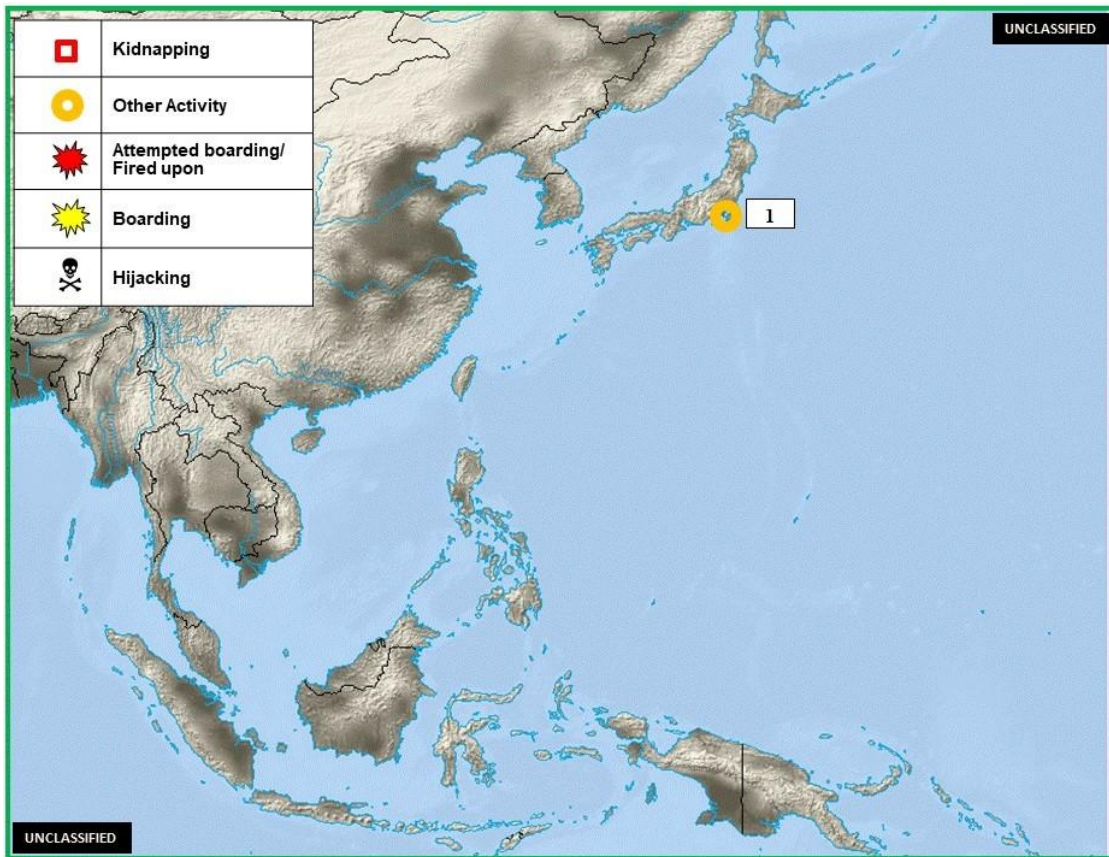 UNCLASSIFIED
Kidnapping
Other Activity
Attempted boarding/
Fired upon
Boarding
Hijacking
1
UNCLASSIFIED